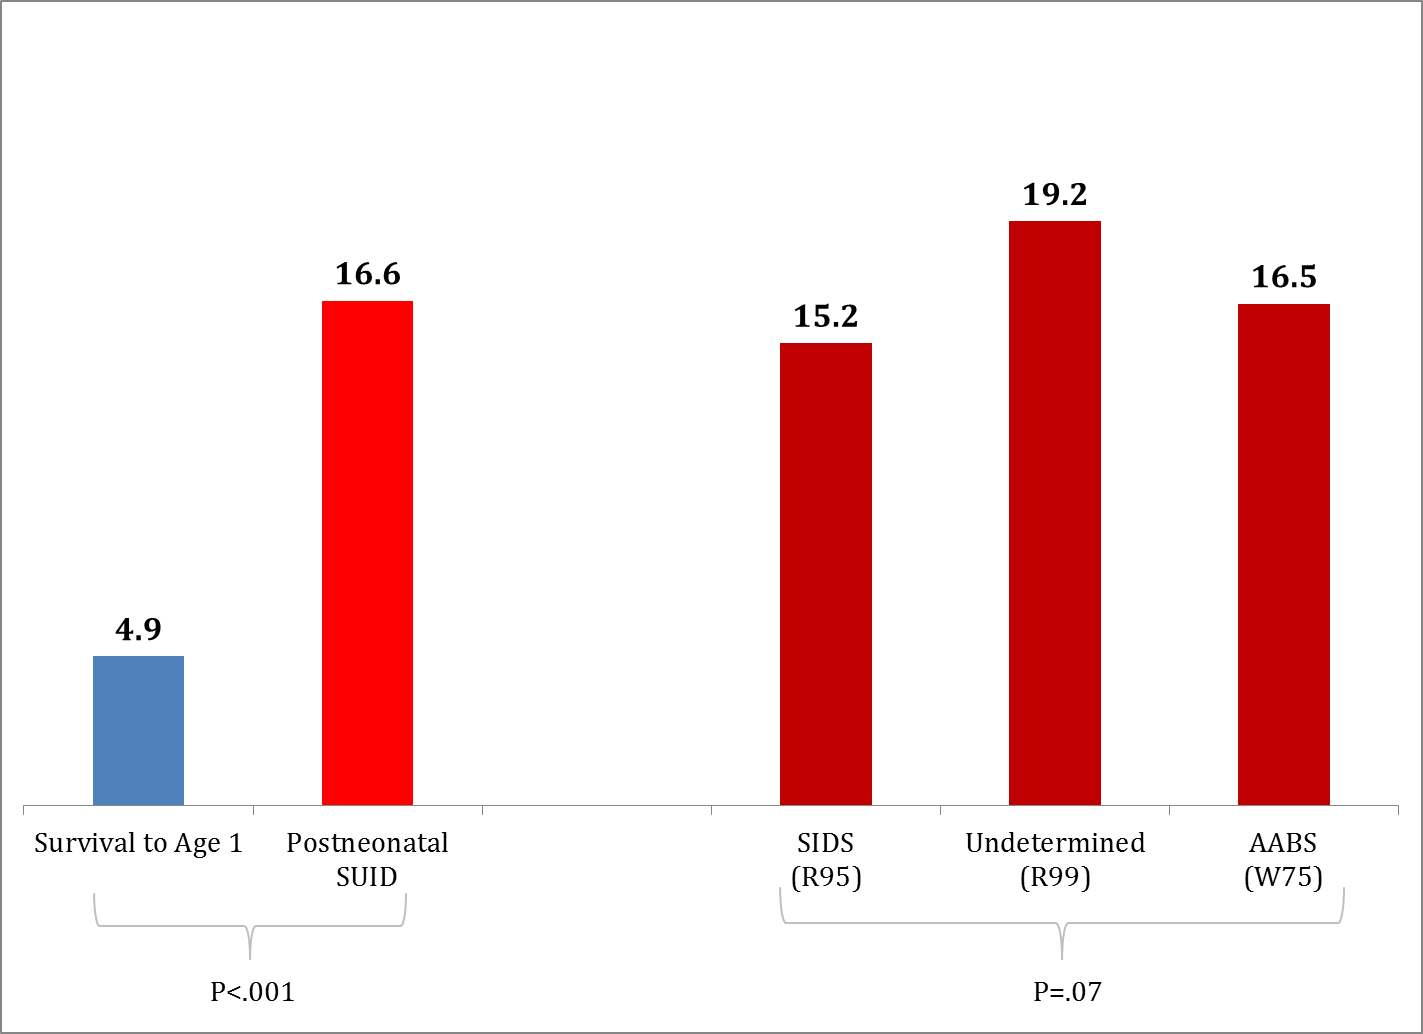 4.9
16.6
15.2
19.2
16.5
Survival to Age 1
Postneonatal
SUID
SIDS
(R95)
Undetermined
(R99)
AABS
(W75)
P<.001
P=.07